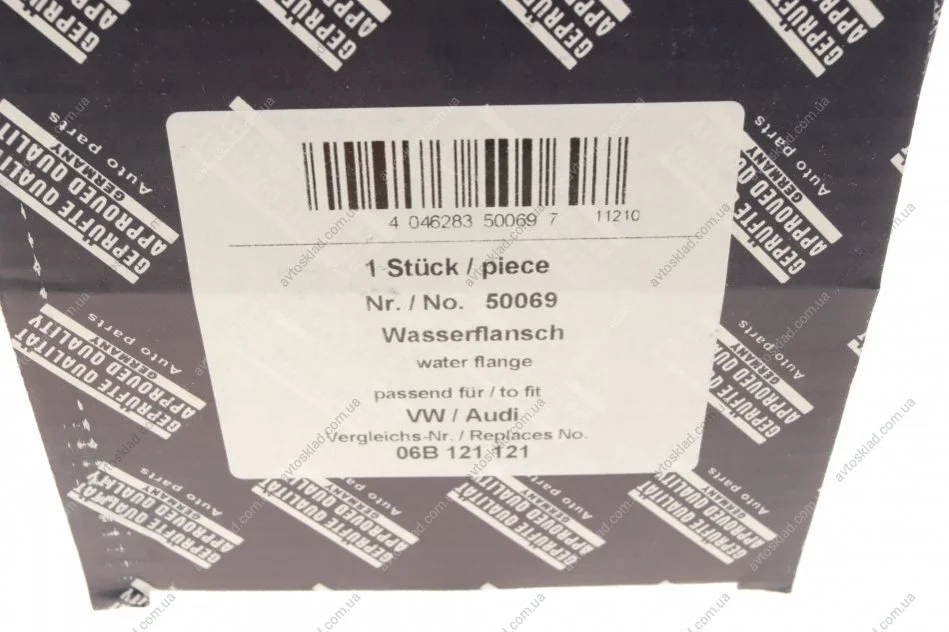 4 046283 50069 7 11210
1 Stück / piece
Nr. / No. 50069
Wasserflansch
water flange
passend für / to fit
VW / Audi
Vergleichs-Nr. / Replaces No.
06B 121 121
GEPRÜFTE QUALITÄT
APPROVED QUALITY
GERMANY
Auto parts
avtosklad.com.ua